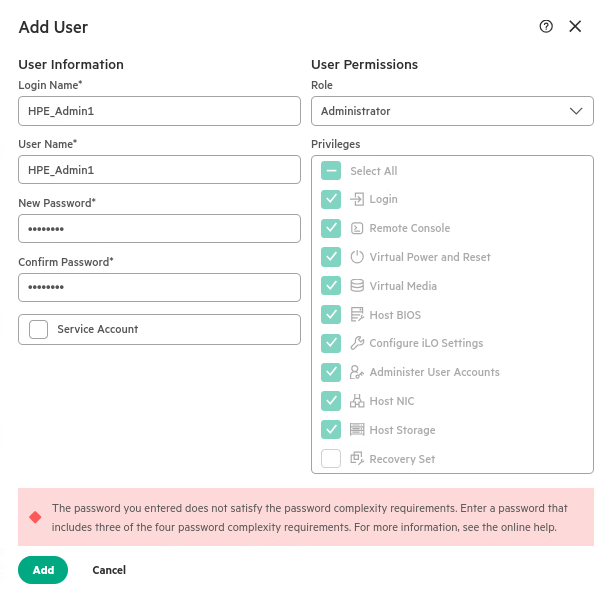 Add User
User Information
Login Name*
HPE_Admin1
User Name*
HPE_Admin1
New Password*
••••••••
Confirm Password*
••••••••
Service Account
User Permissions
Role
Administrator
Privileges
Select All
Login
Remote Console
Virtual Power and Reset
Virtual Media
Host BIOS
Configure iLO Settings
Administer User Accounts
Host NIC
Host Storage
Recovery Set
The password you entered does not satisfy the password complexity requirements. Enter a password that
includes three of the four password complexity requirements. For more information, see the online help.
Add
Cancel